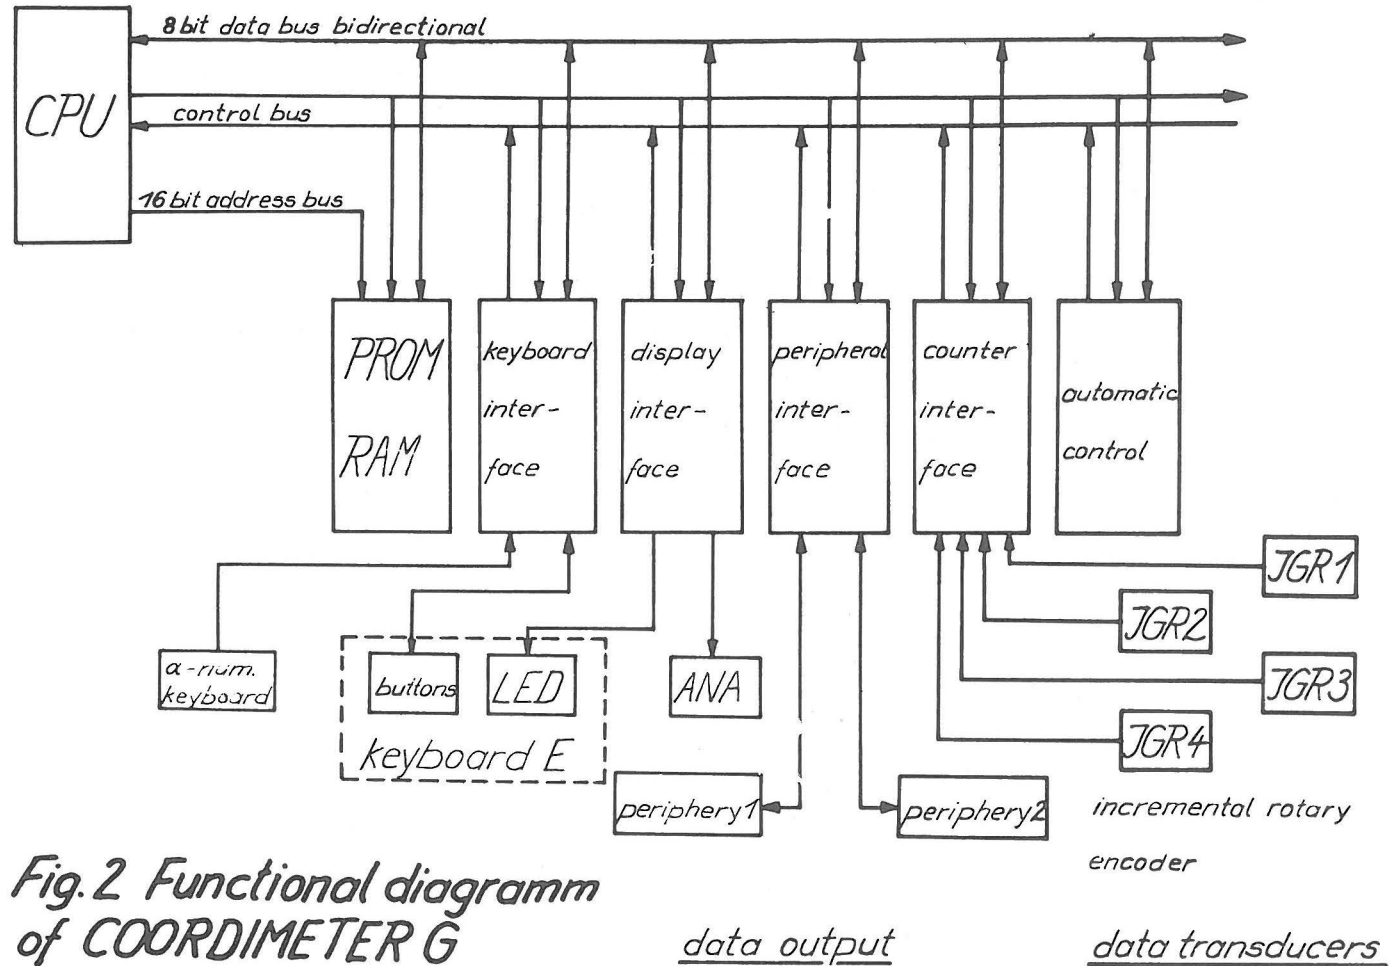 8 bit data bus bidirectional
CPU
control bus
16 bit address bus
PROM
RAM
keyboard
inter-
face
display
inter-
face
peripheral
inter-
face
counter
inter-
face
automatic
control
JGR1
JGR2
JGR3
JGR4
α-num.
keyboard
buttons
LED
keyboard E
ANA
periphery1
periphery2
incremental rotary
encoder
Fig. 2 Functional diagramm
of COORDIMETER G
data output
data transducers